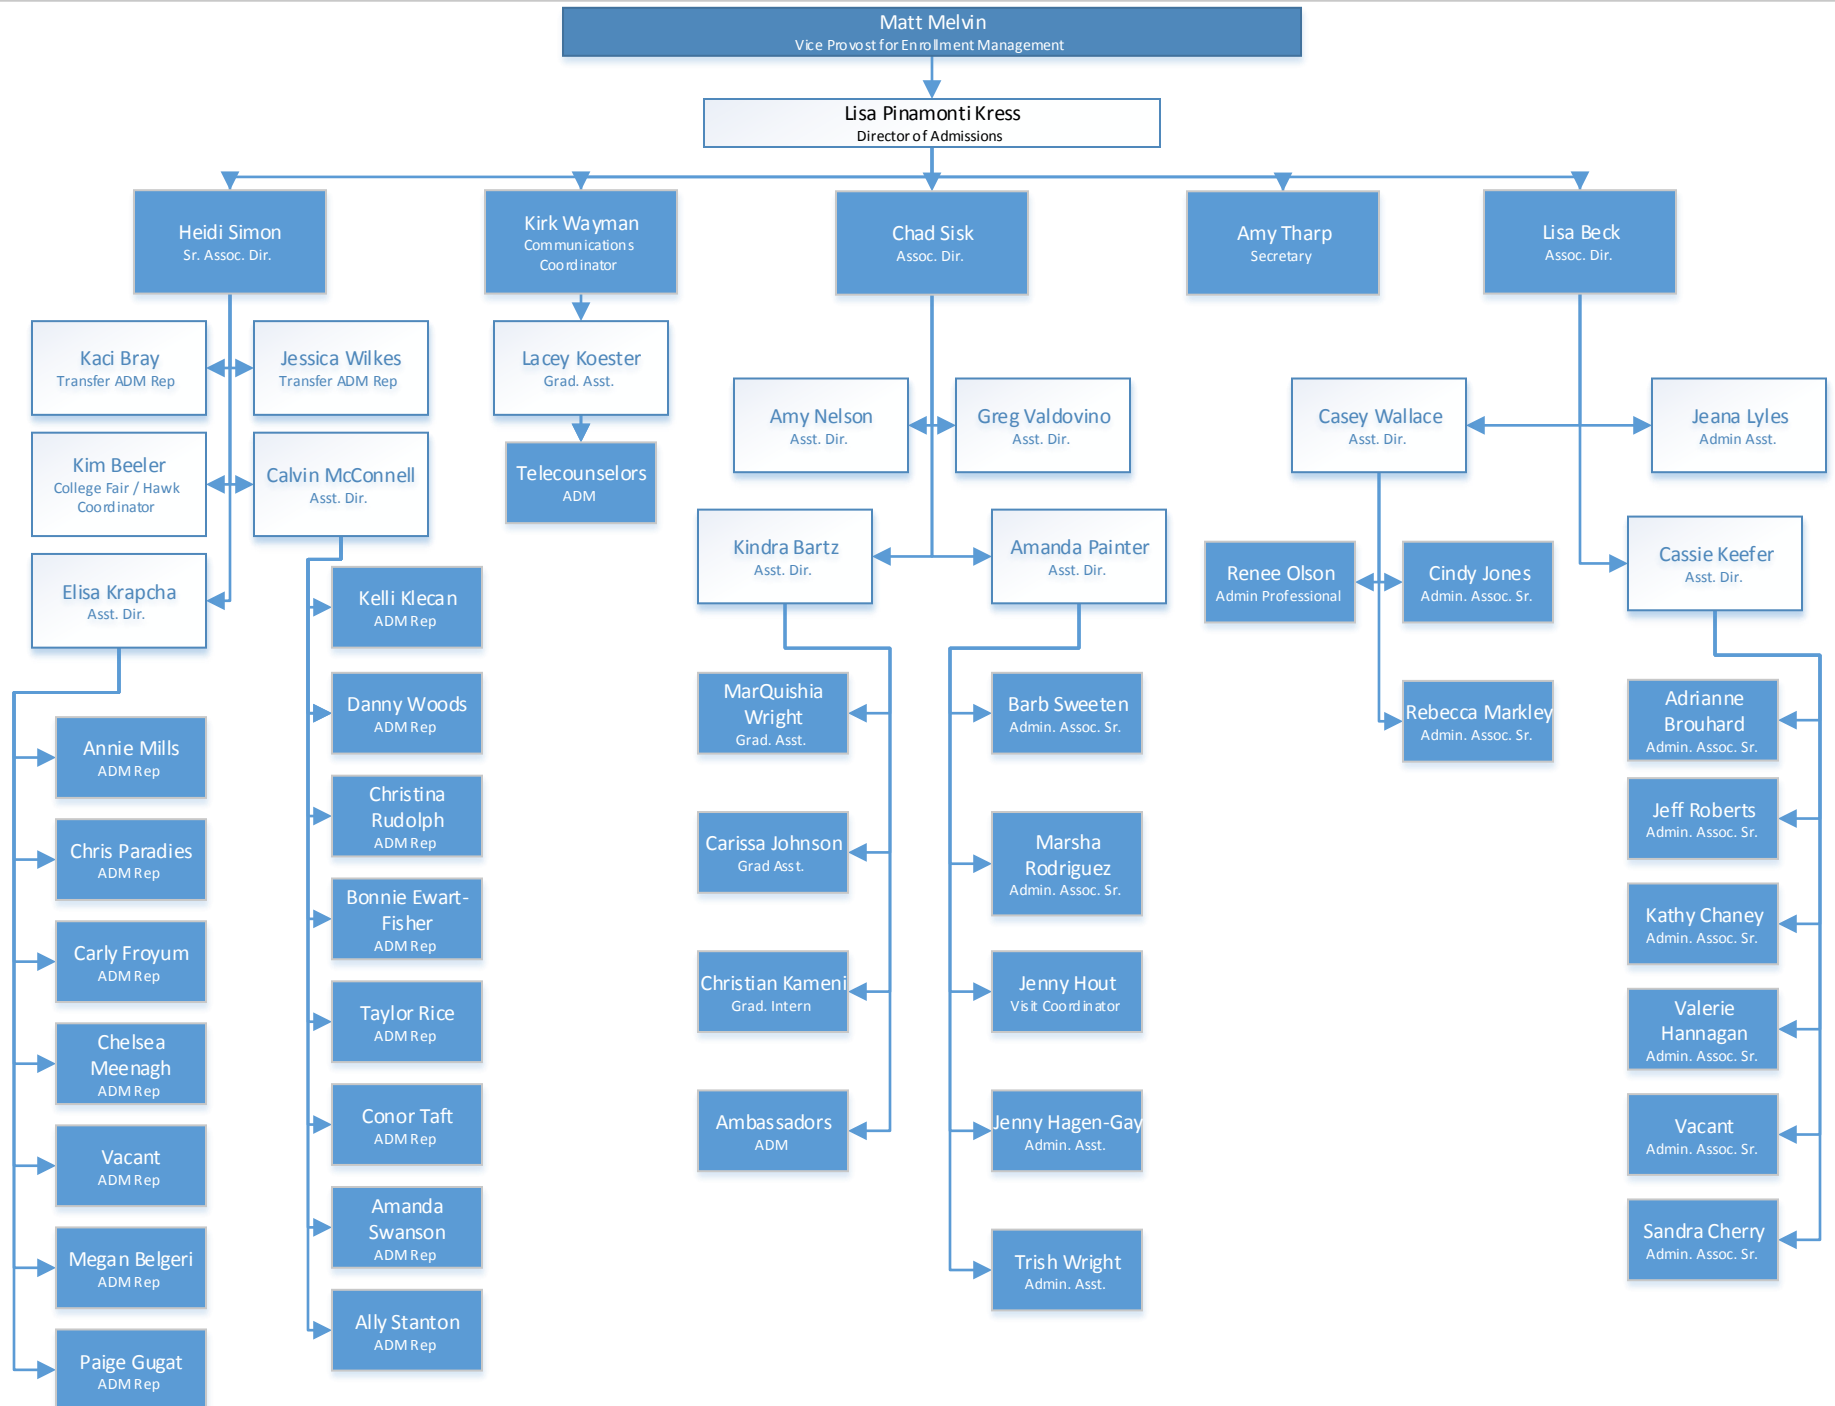 Matt Melvin
Vice Provost for Enrollment Management
Lisa Pinamonti Kress
Director of Admissions
Heidi Simon
Sr. Assoc. Dir.
Kirk Wayman
Communications
Coordinator
Chad Sisk
Assoc. Dir.
Amy Tharp
Secretary
Lisa Beck
Assoc. Dir.
Kaci Bray
Transfer ADM Rep
Jessica Wilkes
Transfer ADM Rep
Kim Beeler
College Fair / Hawk
Coordinator
Calvin McConnell
Asst. Dir.
Elisa Krapcha
Asst. Dir.
Annie Mills
ADM Rep
Chris Paradies
ADM Rep
Carly Froyum
ADM Rep
Chelsea
Meenagh
ADM Rep
Vacant
ADM Rep
Megan Belgeri
ADM Rep
Paige Gugat
ADM Rep
Kelli Klecan
ADM Rep
Danny Woods
ADM Rep
Christina
Rudolph
ADM Rep
Bonnie Ewart-
Fisher
ADM Rep
Taylor Rice
ADM Rep
Conor Taft
ADM Rep
Amanda
Swanson
ADM Rep
Ally Stanton
ADM Rep
Lacey Koester
Grad. Asst.
Telecounselors
ADM
Amy Nelson
Asst. Dir.
Greg Valdovino
Asst. Dir.
Kindra Bartz
Asst. Dir.
Amanda Painter
Asst. Dir.
MarQuishia
Wright
Grad. Asst.
Carissa Johnson
Grad Asst.
Christian Kameni
Grad. Intern
Ambassadors
ADM
Barb Sweeten
Admin. Assoc. Sr.
Marsha
Rodriguez
Admin. Assoc. Sr.
Jenny Hout
Visit Coordinator
Jenny Hagen-Gay
Admin. Asst.
Trish Wright
Admin. Asst.
Casey Wallace
Asst. Dir.
Jeana Lyles
Admin Asst.
Renee Olson
Admin Professional
Cindy Jones
Admin. Assoc. Sr.
Rebecca Markley
Admin. Assoc. Sr.
Cassie Keefer
Asst. Dir.
Adrianne
Brouhard
Admin. Assoc. Sr.
Jeff Roberts
Admin. Assoc. Sr.
Kathy Chaney
Admin. Assoc. Sr.
Valerie
Hannagan
Admin. Assoc. Sr.
Vacant
Admin. Assoc. Sr.
Sandra Cherry
Admin. Assoc. Sr.